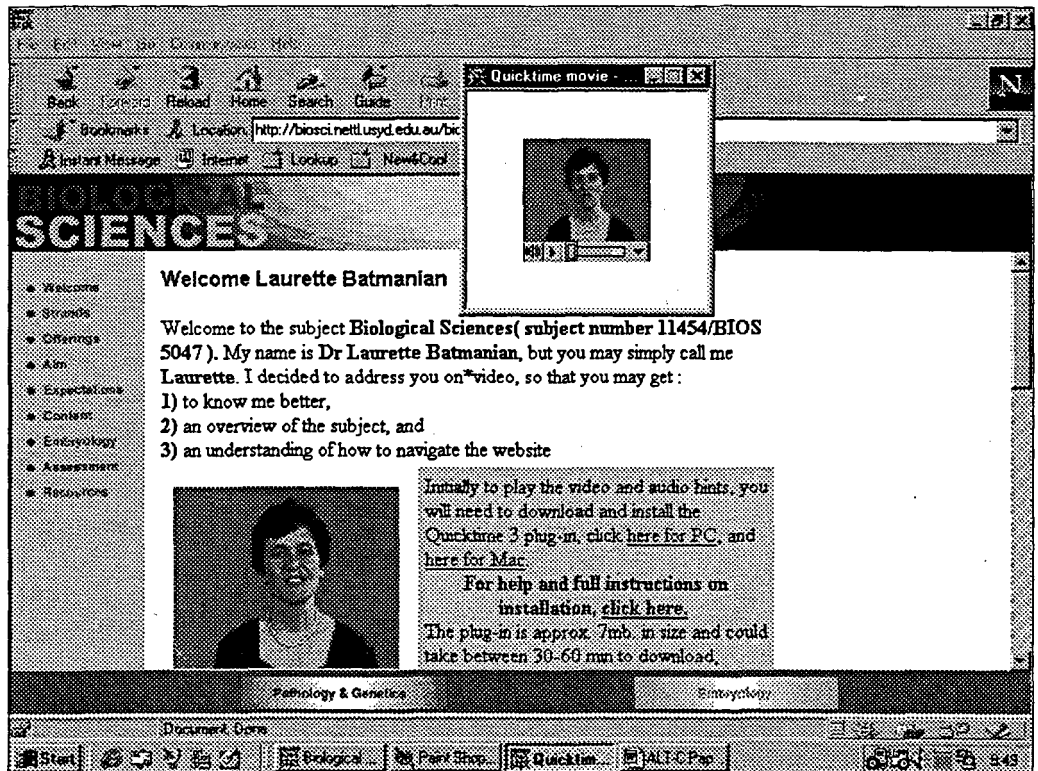 Quicktime movie - ...
Back Forward Reload Home Search Guide Print
N
Bookmarks Location: http://biosci.nettl.usyd.edu.au/bio
Instant Message Internet Lookup New&Cool
BIOLOGICAL
SCIENCES
Welcome
Strands
Offerings
Aim
Expectations
Content
Embryology
Assessment
Resources
Welcome Laurette Batmanian
Welcome to the subject Biological Sciences( subject number 11454/BIOS
5047 ). My name is Dr Laurette Batmanian, but you may simply call me
Laurette. I decided to address you on*video, so that you may get :
1) to know me better,
2) an overview of the subject, and
3) an understanding of how to navigate the website
Initially to play the video and audio hints, you
will need to download and install the
Quicktime 3 plug-in, click here for PC, and
here for Mac.
For help and full instructions on
installation, click here.
The plug-in is approx. 7mb. in size and could
take between 30-60 min to download,
Pathology & Genetics
Embryology
Document: Done
Start Biological ... Paint Shop... Quicktim... ALT-C Pap... 9:43